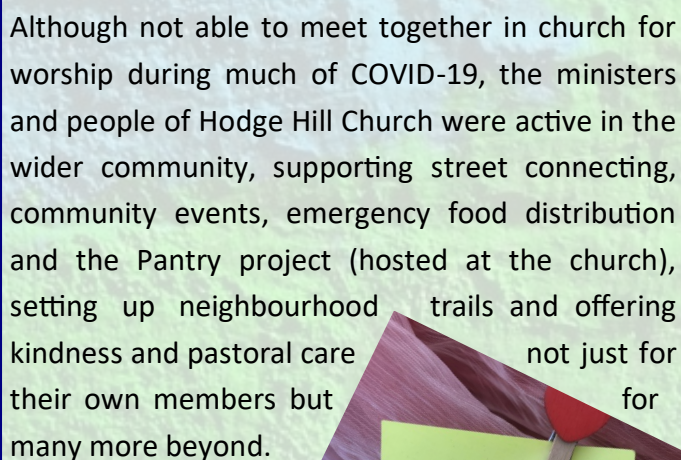 Although not able to meet together in church for
worship during much of COVID-19, the ministers
and people of Hodge Hill Church were active in the
wider community, supporting street connecting,
community events, emergency food distribution
and the Pantry project (hosted at the church),
setting up neighbourhood trails and offering
kindness and pastoral care not just for
their own members but for
many more beyond.